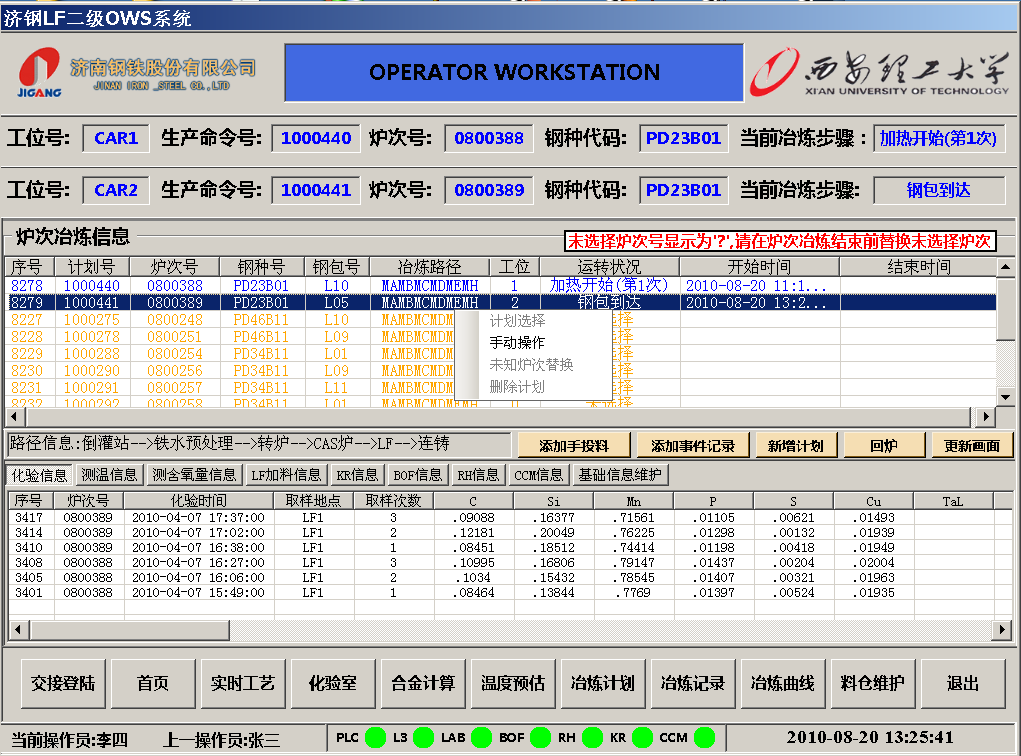 济钢LF二级OWS系统
JIGANG 济南钢铁股份有限公司 OPERATOR WORKSTATION 西安理工大学
JINAN IRON _STEEL CO.,LTD XIAN UNIVERSITY OF TECHNOLOGY
工位号: CAR1 生产命令号: 1000440 炉次号: 0800388 钢种代码: PD23B01 当前冶炼步骤: 加热开始(第1次)
工位号: CAR2 生产命令号: 1000441 炉次号: 0800389 钢种代码: PD23B01 当前冶炼步骤: 钢包到达
炉次冶炼信息 未选择炉次号显示为'?',请在炉次冶炼结束前替换未选择炉次
序号 计划号 炉次号 钢种号 钢包号 冶炼路径 工位 运转状况 开始时间 结束时间
8278 1000440 0800388 PD23B01 L10 MAMBMCMDMEMH 1 加热开始(第1次) 2010-08-20 11:1...
8279 1000441 0800389 PD23B01 L05 MAMBMCMDMEMH 2 钢包到达 2010-08-20 13:2...
8227 1000275 0800248 PD46B11 L10 MAMBMCMDM 计划选择 选择
8228 1000278 0800251 PD46B11 L09 MAMBMCMDM 手动操作 选择
8229 1000288 0800254 PD34B11 L01 MAMBMCMDM 选择
8230 1000290 0800256 PD34B11 L09 MAMBMCMDM 未知炉次替换 选择
8231 1000291 0800257 PD34B11 L11 MAMBMCMDM 删除计划 选择
8232 1000292 0800258 PD34B11 L01 MAMBMCMDMEMH 0 未选择
路径信息:倒灌站-->铁水预处理-->转炉-->CAS炉-->LF-->连铸 添加手投料 添加事件记录 新增计划 回炉 更新画面
化验信息 测温信息 测含氧量信息 LF加料信息 KR信息 BOF信息 RH信息 CCM信息 基础信息维护
序号 炉次号 化验时间 取样地点 取样次数 C Si Mn P S Cu TaL
3417 0800389 2010-04-07 17:37:00 LF1 3 .09088 .16377 .71561 .01105 .00621 .01493
3414 0800389 2010-04-07 17:02:00 LF1 2 .12181 .20049 .76225 .01298 .00132 .01939
3410 0800389 2010-04-07 16:38:00 LF1 1 .08451 .18512 .74414 .01198 .00418 .01949
3408 0800388 2010-04-07 16:27:00 LF1 3 .10995 .16806 .79147 .01437 .00204 .02004
3405 0800388 2010-04-07 16:06:00 LF1 2 .1034 .15432 .78545 .01407 .00321 .01963
3401 0800388 2010-04-07 15:49:00 LF1 1 .08464 .13844 .7769 .01397 .00524 .01935
交接登陆 首页 实时工艺 化验室 合金计算 温度预估 冶炼计划 冶炼记录 冶炼曲线 料仓维护 退出
当前操作员:李四 上一操作员:张三 PLC L3 LAB BOF RH KR CCM 2010-08-20 13:25:41